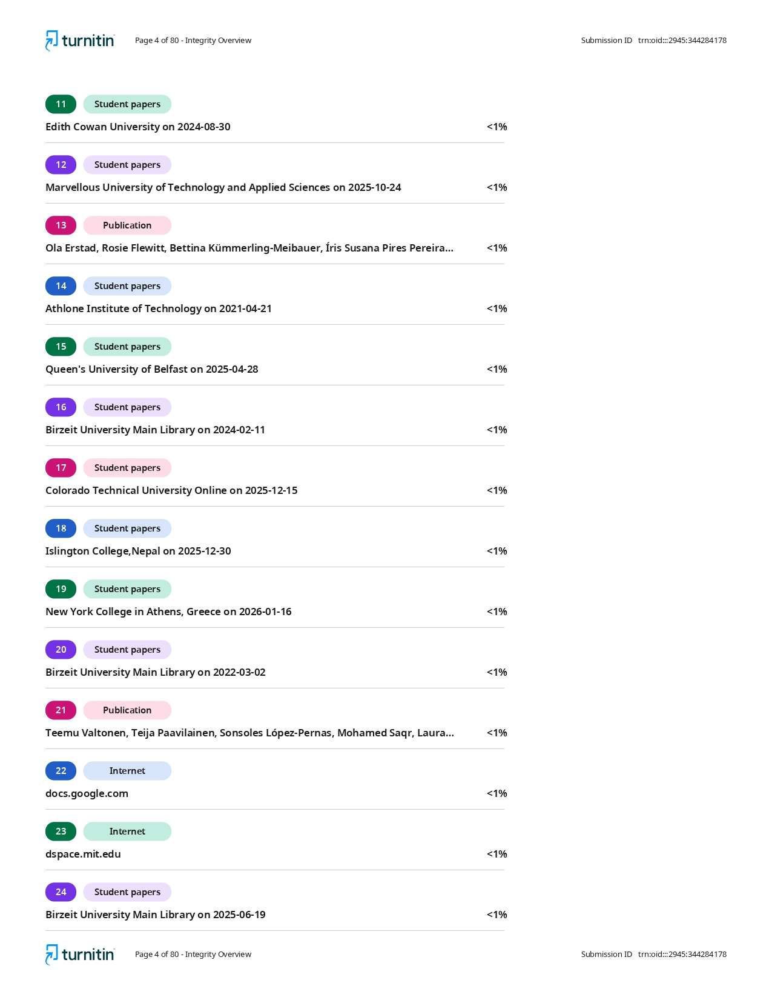 turnitin Page 4 of 80 - Integrity Overview Submission ID trn:oid:::2945:344284178
11 Student papers
Edith Cowan University on 2024-08-30 <1%
12 Student papers
Marvellous University of Technology and Applied Sciences on 2025-10-24 <1%
13 Publication
Ola Erstad, Rosie Flewitt, Bettina Kümmerling-Meibauer, Íris Susana Pires Pereira... <1%
14 Student papers
Athlone Institute of Technology on 2021-04-21 <1%
15 Student papers
Queen's University of Belfast on 2025-04-28 <1%
16 Student papers
Birzeit University Main Library on 2024-02-11 <1%
17 Student papers
Colorado Technical University Online on 2025-12-15 <1%
18 Student papers
Islington College,Nepal on 2025-12-30 <1%
19 Student papers
New York College in Athens, Greece on 2026-01-16 <1%
20 Student papers
Birzeit University Main Library on 2022-03-02 <1%
21 Publication
Teemu Valtonen, Teija Paavilainen, Sonsoles López-Pernas, Mohamed Saqr, Laura... <1%
22 Internet
docs.google.com <1%
23 Internet
dspace.mit.edu <1%
24 Student papers
Birzeit University Main Library on 2025-06-19 <1%
turnitin Page 4 of 80 - Integrity Overview Submission ID trn:oid:::2945:344284178